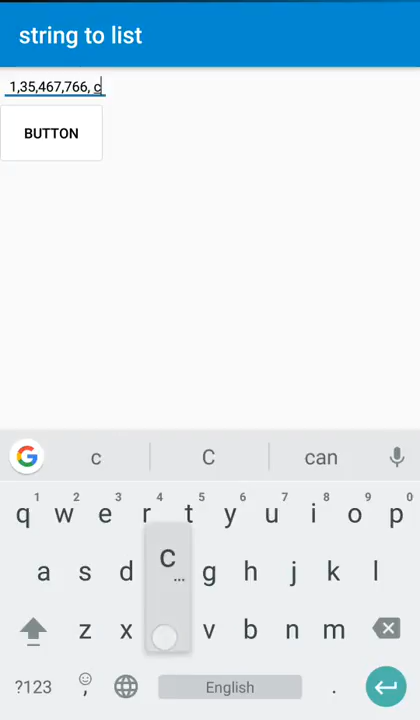 string to list
1,35,467,766, c
BUTTON
c C can
1 2 3 4 5 6 7 8 9 0
q w e r t y u i o p
c
...
a s d g h j k l
z x v b n m
?123 , English .